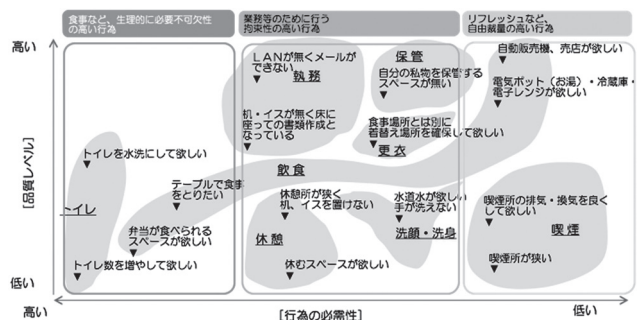 食事など、生理的に必要不可欠性
の高い行為
業務等のために行う
拘束性の高い行為
リフレッシュなど、
自由裁量の高い行為
高い
[品質レベル]
低い
トイレを水洗にして欲しい
トイレ
テーブルで食事
をとりたい
弁当が食べられる
スペースが欲しい
トイレ数を増やして欲しい
LANが無くメールが
できない
執務
机・イスが無く床に
座っての書類作成と
なっている
保管
自分の私物を保管する
スペースが無い
食事場所とは別に
着替え場所を確保して欲しい
更衣
飲食
休憩所が狭く
机、イスを置けない
休憩
休むスペースが欲しい
水道水が欲しい
手が洗えない
洗顔・洗身
自動販売機、売店が欲しい
電気ポット(お湯)・冷蔵庫・
電子レンジが欲しい
喫煙所の排気・換気を良く
して欲しい
喫煙
喫煙所が狭い
高い
[行為の必需性]
低い